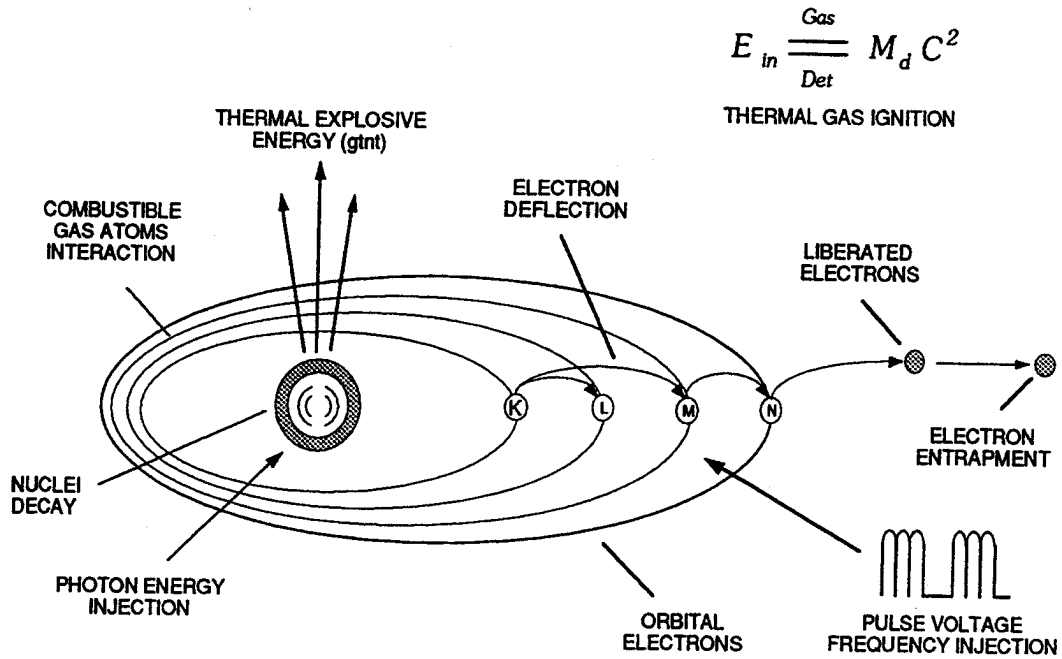 Gas
E in = M d C 2
Det
THERMAL GAS IGNITION
THERMAL EXPLOSIVE
ENERGY (gtnt)
COMBUSTIBLE
GAS ATOMS
INTERACTION
ELECTRON
DEFLECTION
LIBERATED
ELECTRONS
K
L
M
N
ELECTRON
ENTRAPMENT
NUCLEI
DECAY
PHOTON ENERGY
INJECTION
ORBITAL
ELECTRONS
PULSE VOLTAGE
FREQUENCY INJECTION